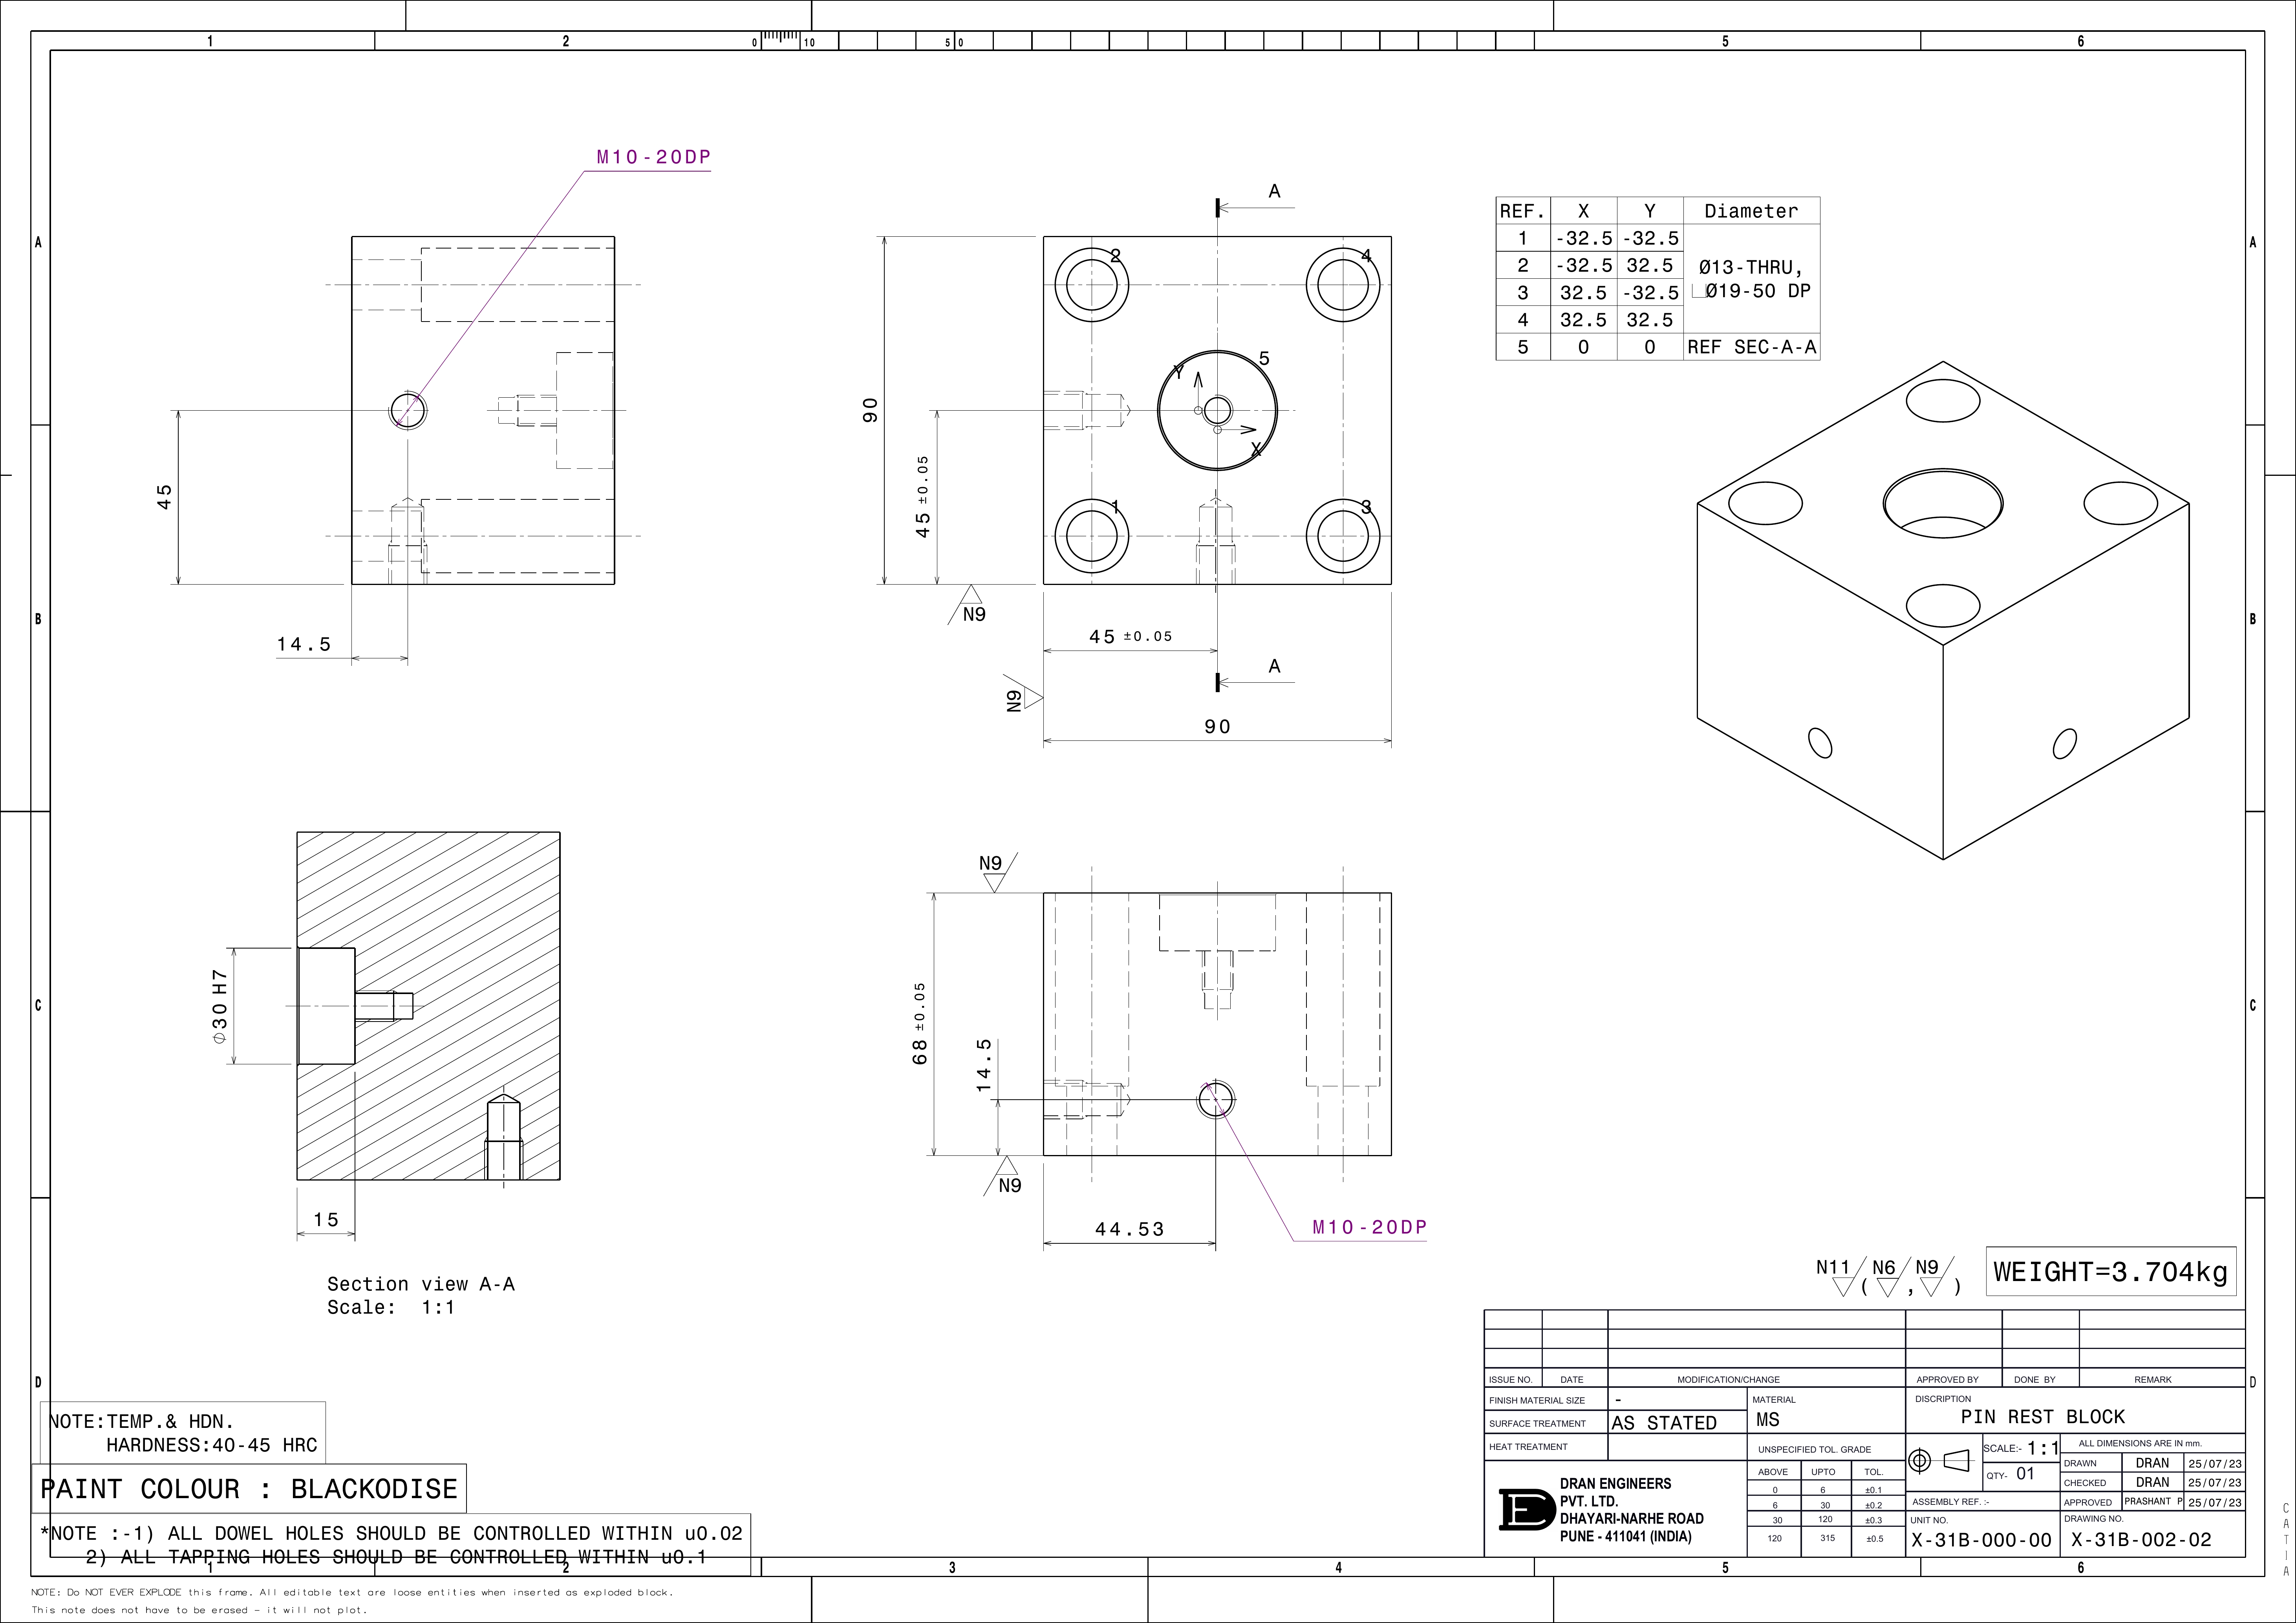 1
2
0
10
50
5
6
A
B
C
D
A
B
C
D
M10-20DP
45
14.5
A
2
4
5
Y
X
1
3
90
45 ±0.05
N9
45 ±0.05
A
N9
90
REF. X Y Diameter
1 -32.5 -32.5
2 -32.5 32.5 Ø13-THRU,
3 32.5 -32.5 ⌴Ø19-50 DP
4 32.5 32.5
5 0 0 REF SEC-A-A
Ø30 H7
15
Section view A-A
Scale: 1:1
N9
68 ±0.05
14.5
N9
44.53
M10-20DP
N11 ( N6 , N9 )
WEIGHT=3.704kg
NOTE:TEMP.& HDN.
HARDNESS:40-45 HRC
PAINT COLOUR : BLACKODISE
*NOTE :-1) ALL DOWEL HOLES SHOULD BE CONTROLLED WITHIN u0.02
2) ALL TAPPING HOLES SHOULD BE CONTROLLED WITHIN u0.1
ISSUE NO. DATE MODIFICATION/CHANGE APPROVED BY DONE BY REMARK
FINISH MATERIAL SIZE -
SURFACE TREATMENT AS STATED
HEAT TREATMENT
MATERIAL
MS
DISCRIPTION
PIN REST BLOCK
UNSPECIFIED TOL. GRADE
ABOVE UPTO TOL.
0 6 ±0.1
6 30 ±0.2
30 120 ±0.3
120 315 ±0.5
SCALE:- 1:1
QTY- 01
ALL DIMENSIONS ARE IN mm.
DRAWN DRAN 25/07/23
CHECKED DRAN 25/07/23
APPROVED PRASHANT P 25/07/23
ASSEMBLY REF. :-
UNIT NO.
X-31B-000-00
DRAWING NO.
X-31B-002-02
DE
DRAN ENGINEERS
PVT. LTD.
DHAYARI-NARHE ROAD
PUNE - 411041 (INDIA)
1
2
3
4
5
6
CATIA
NOTE: Do NOT EVER EXPLODE this frame. All editable text are loose entities when inserted as exploded block.
This note does not have to be erased - it will not plot.